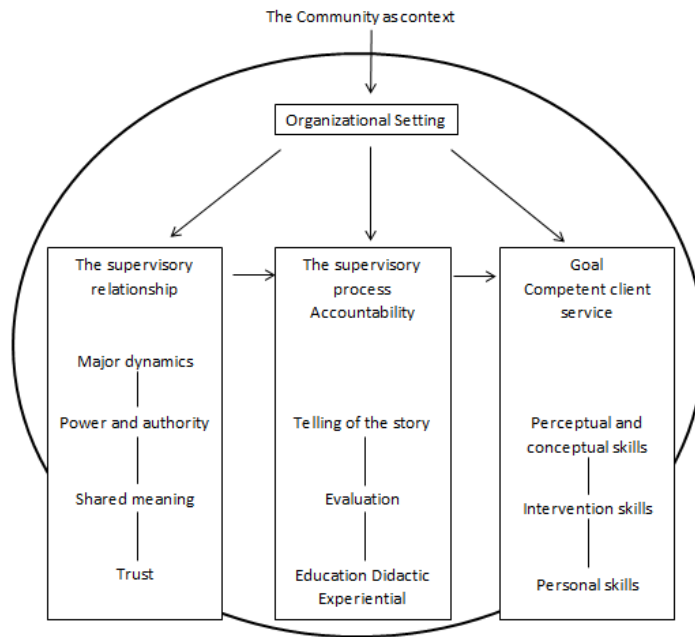 The Community as context
Organizational Setting
The supervisory
relationship
Major dynamics
Power and authority
Shared meaning
Trust
The supervisory
process
Accountability
Telling of the story
Evaluation
Education Didactic
Experiential
Goal
Competent client
service
Perceptual and
conceptual skills
Intervention skills
Personal skills